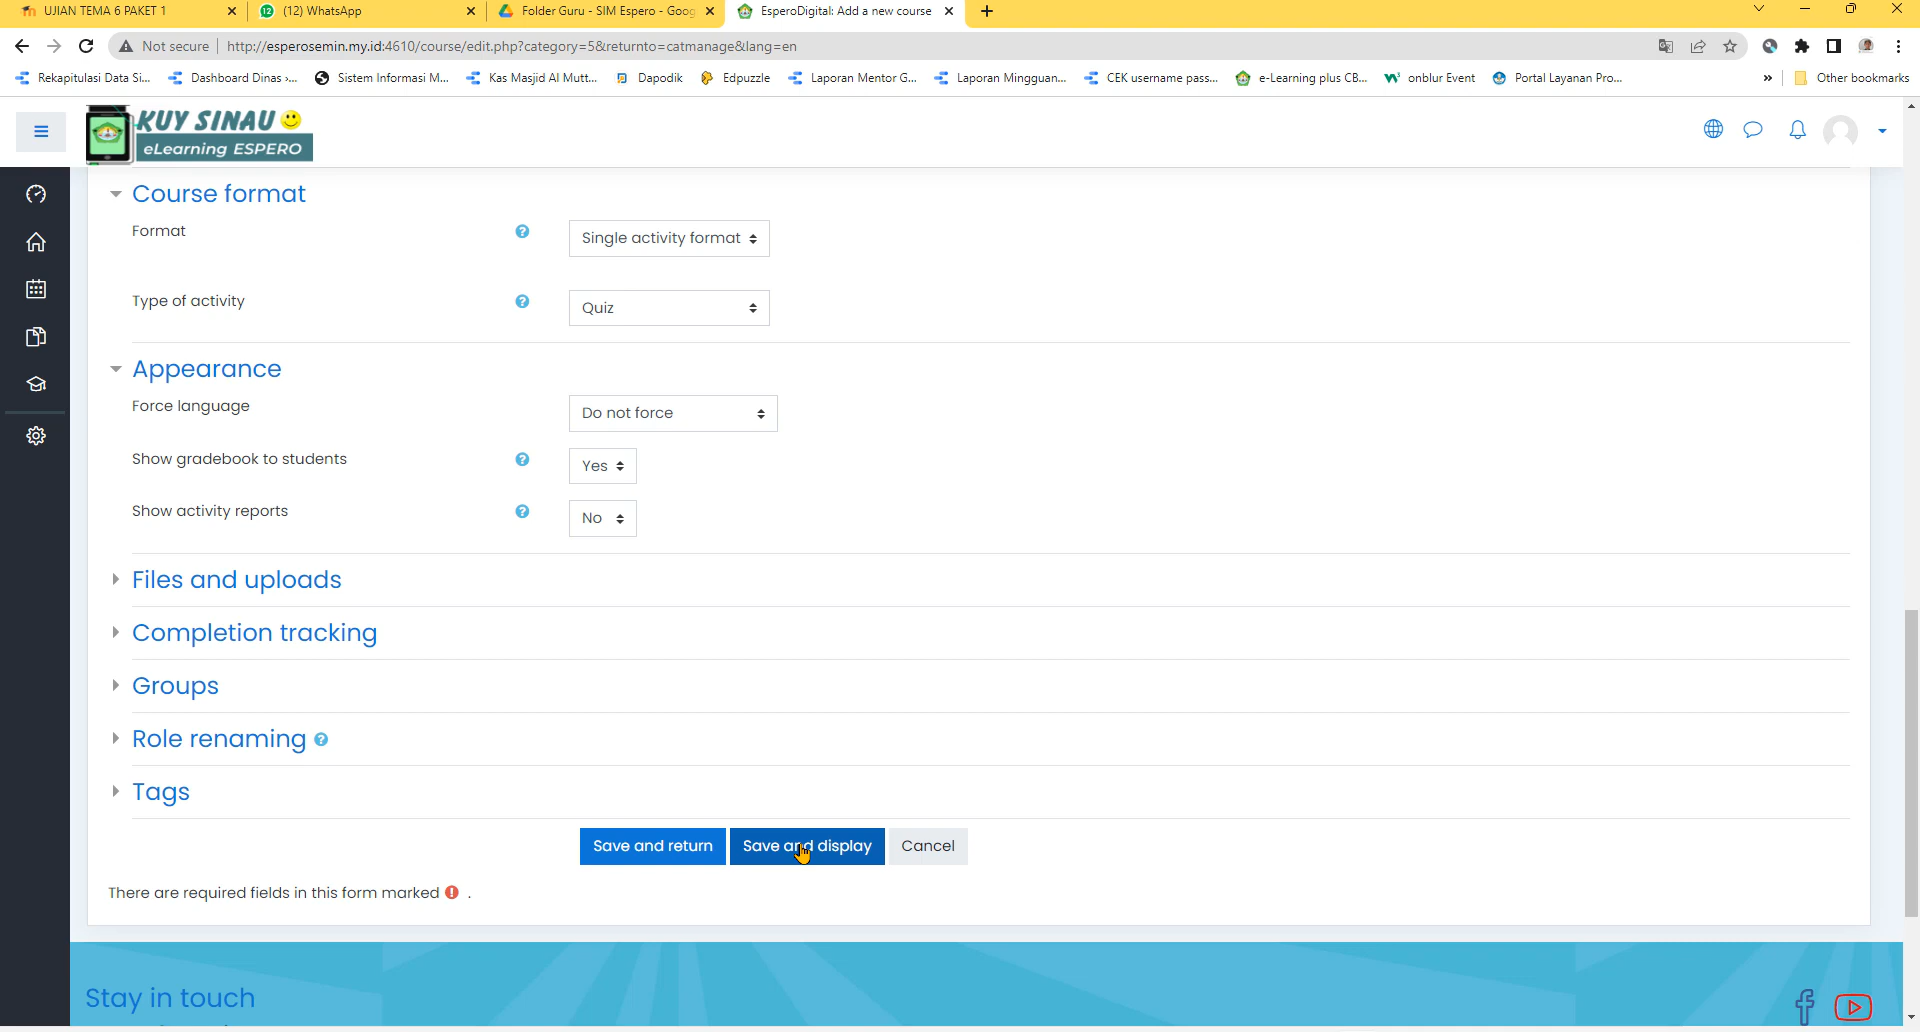 UJIAN TEMA 6 PAKET 1
(12) WhatsApp
Folder Guru - SIM Espero - Goog
EsperoDigital: Add a new course
Not secure
http://esperosemin.my.id:4610/course/edit.php?category=5&returnto=catmanage&lang=en
Rekapitulasi Data Si...
Dashboard Dinas ›...
Sistem Informasi M...
Kas Masjid Al Mutt...
Dapodik
Edpuzzle
Laporan Mentor G...
Laporan Mingguan...
CEK username pass...
e-Learning plus CB...
onblur Event
Portal Layanan Pro...
»
Other bookmarks
KUY SINAU
eLearning ESPERO
Course format
Format
Single activity format
Type of activity
Quiz
Appearance
Force language
Do not force
Show gradebook to students
Yes
Show activity reports
No
Files and uploads
Completion tracking
Groups
Role renaming
Tags
Save and return
Save and display
Cancel
There are required fields in this form marked .
Stay in touch